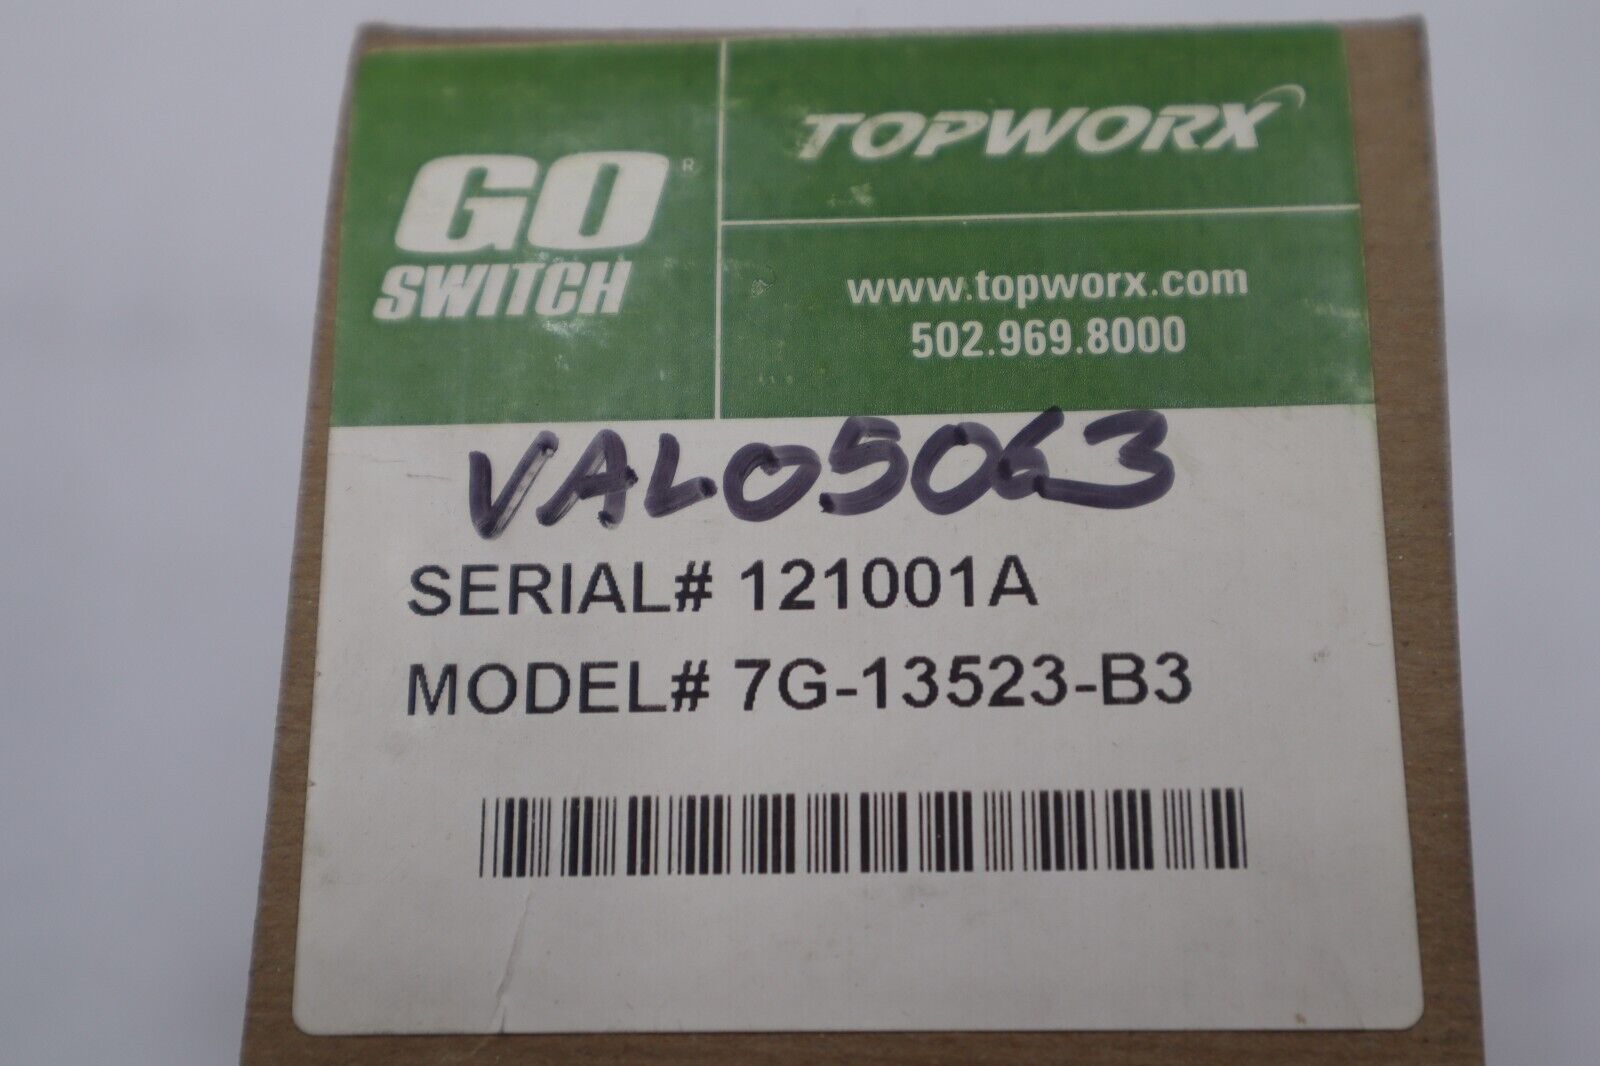 GO®
SWITCH
TOPWORX
www.topworx.com
502.969.8000
VAL05063
SERIAL# 121001A
MODEL# 7G-13523-B3